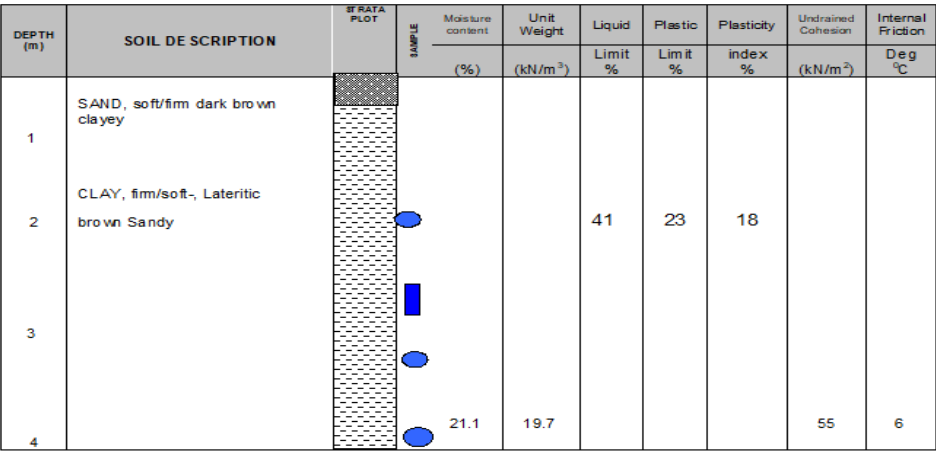 DEPTH (m)
SOIL DE SCRIPTION
STRATA PLOT
SAMPLE
Moisture content (%)
Unit Weight (kN/m³)
Liquid Limit %
Plastic Limit %
Plasticity index %
Undrained Cohesion (kN/m²)
Internal Friction Deg ⁰C
SAND, soft/firm dark brown
clayey
1
CLAY, firm/soft-, Lateritic
2 brown Sandy 41 23 18
3
21.1 19.7 55 6
4